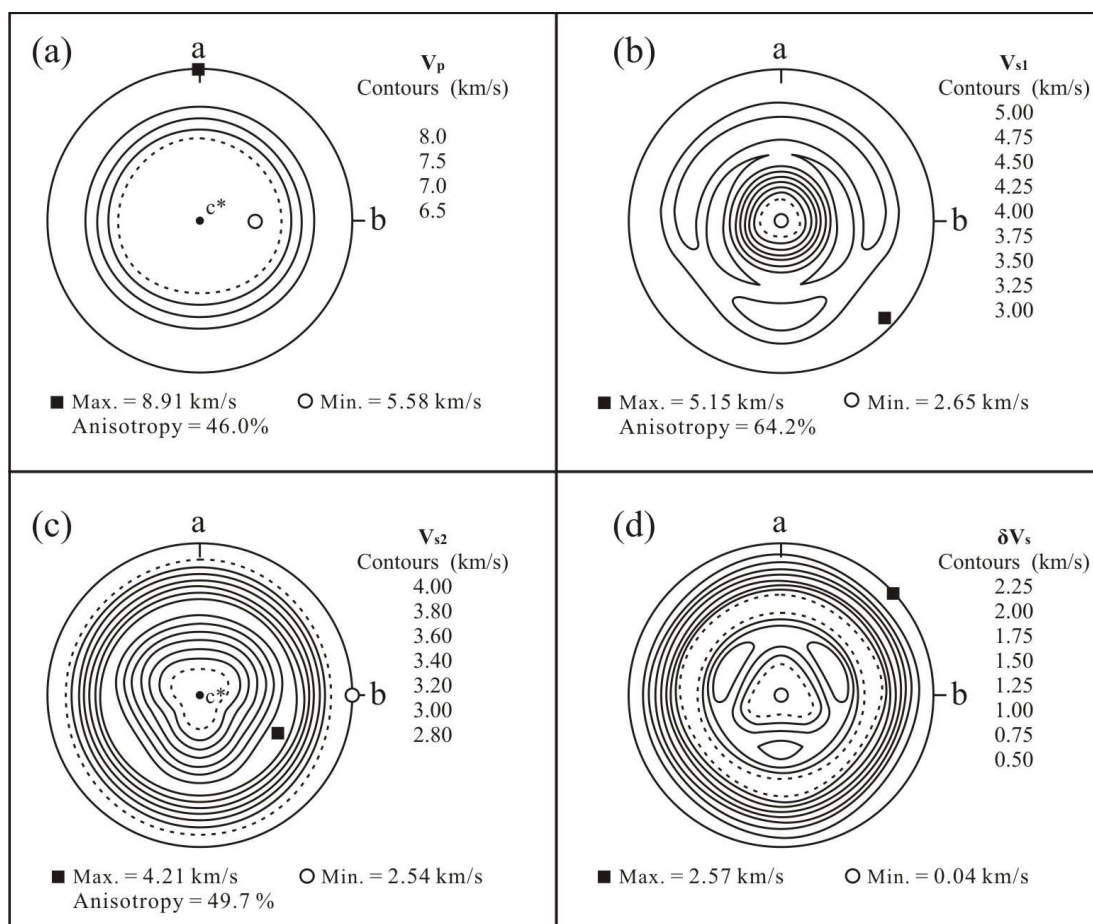 (a)
a
V_p
Contours (km/s)
8.0
7.5
7.0
6.5
c*
b
Max. = 8.91 km/s
Min. = 5.58 km/s
Anisotropy = 46.0%
(b)
a
V_s1
Contours (km/s)
5.00
4.75
4.50
4.25
4.00
3.75
3.50
3.25
3.00
b
Max. = 5.15 km/s
Min. = 2.65 km/s
Anisotropy = 64.2%
(c)
a
V_s2
Contours (km/s)
4.00
3.80
3.60
3.40
3.20
3.00
2.80
c*
b
Max. = 4.21 km/s
Min. = 2.54 km/s
Anisotropy = 49.7 %
(d)
a
δV_s
Contours (km/s)
2.25
2.00
1.75
1.50
1.25
1.00
0.75
0.50
b
Max. = 2.57 km/s
Min. = 0.04 km/s